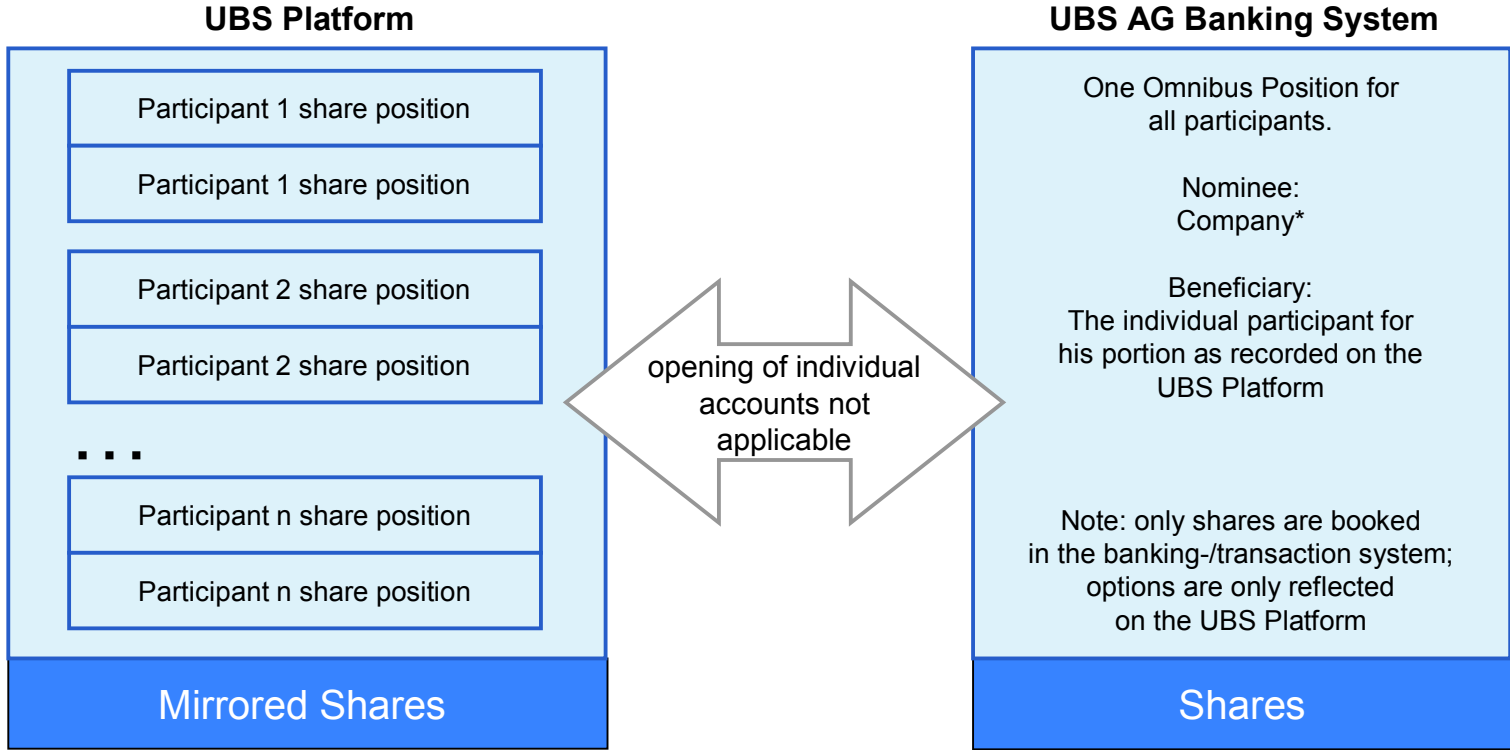 UBS Platform
Participant 1 share position
Participant 1 share position
Participant 2 share position
Participant 2 share position
...
Participant n share position
Participant n share position
Mirrored Shares
opening of individual
accounts not
applicable
UBS AG Banking System
One Omnibus Position for
all participants.
Nominee:
Company*
Beneficiary:
The individual participant for
his portion as recorded on the
UBS Platform
Note: only shares are booked
in the banking-/transaction system;
options are only reflected
on the UBS Platform
Shares